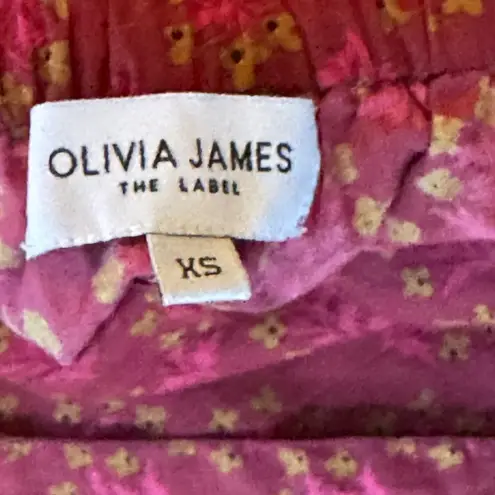 OLIVIA JAMES
THE LABEL
XS